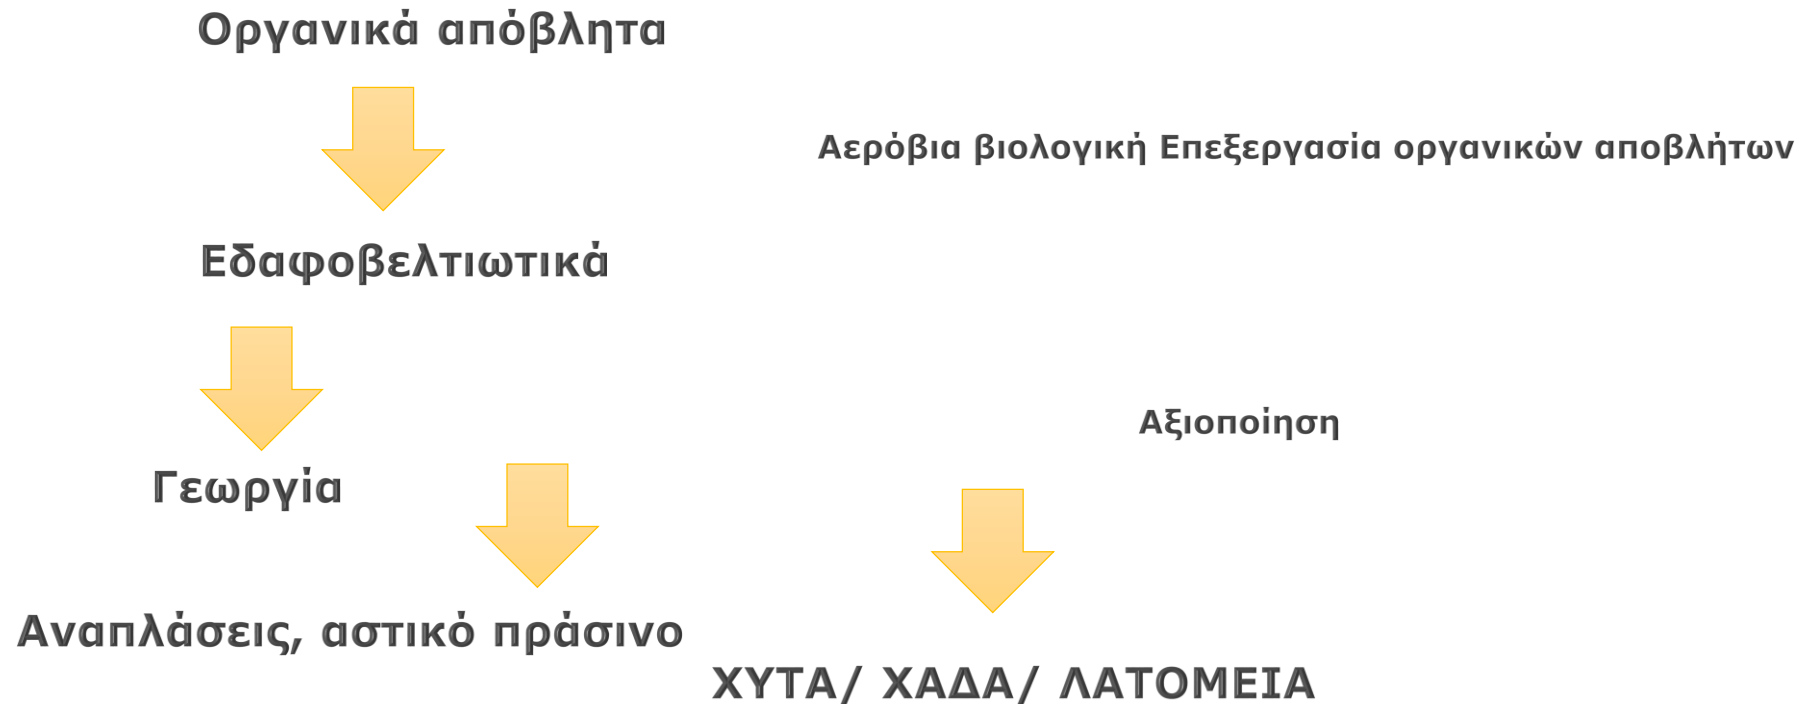 Οργανικά απόβλητα
Αερόβια βιολογική Επεξεργασία οργανικών αποβλήτων
Εδαφοβελτιωτικά
Αξιοποίηση
Γεωργία
Αναπλάσεις, αστικό πράσινο
ΧΥΤΑ/ ΧΑΔΑ/ ΛΑΤΟΜΕΙΑ